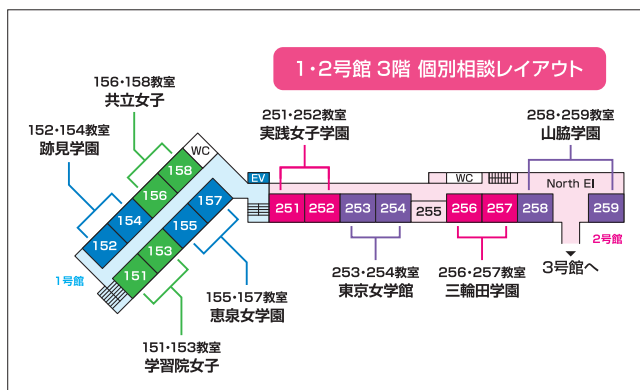 1・2号館 3階 個別相談レイアウト
156・158教室
共立女子
152・154教室
跡見学園
251・252教室
実践女子学園
258・259教室
山脇学園
WC
158
156
154
152
157
155
153
151
EV
WC
North El
251
252
253
254
255
256
257
258
259
1号館
2号館
3号館へ
253・254教室
東京女学館
256・257教室
三輪田学園
155・157教室
恵泉女学園
151・153教室
学習院女子